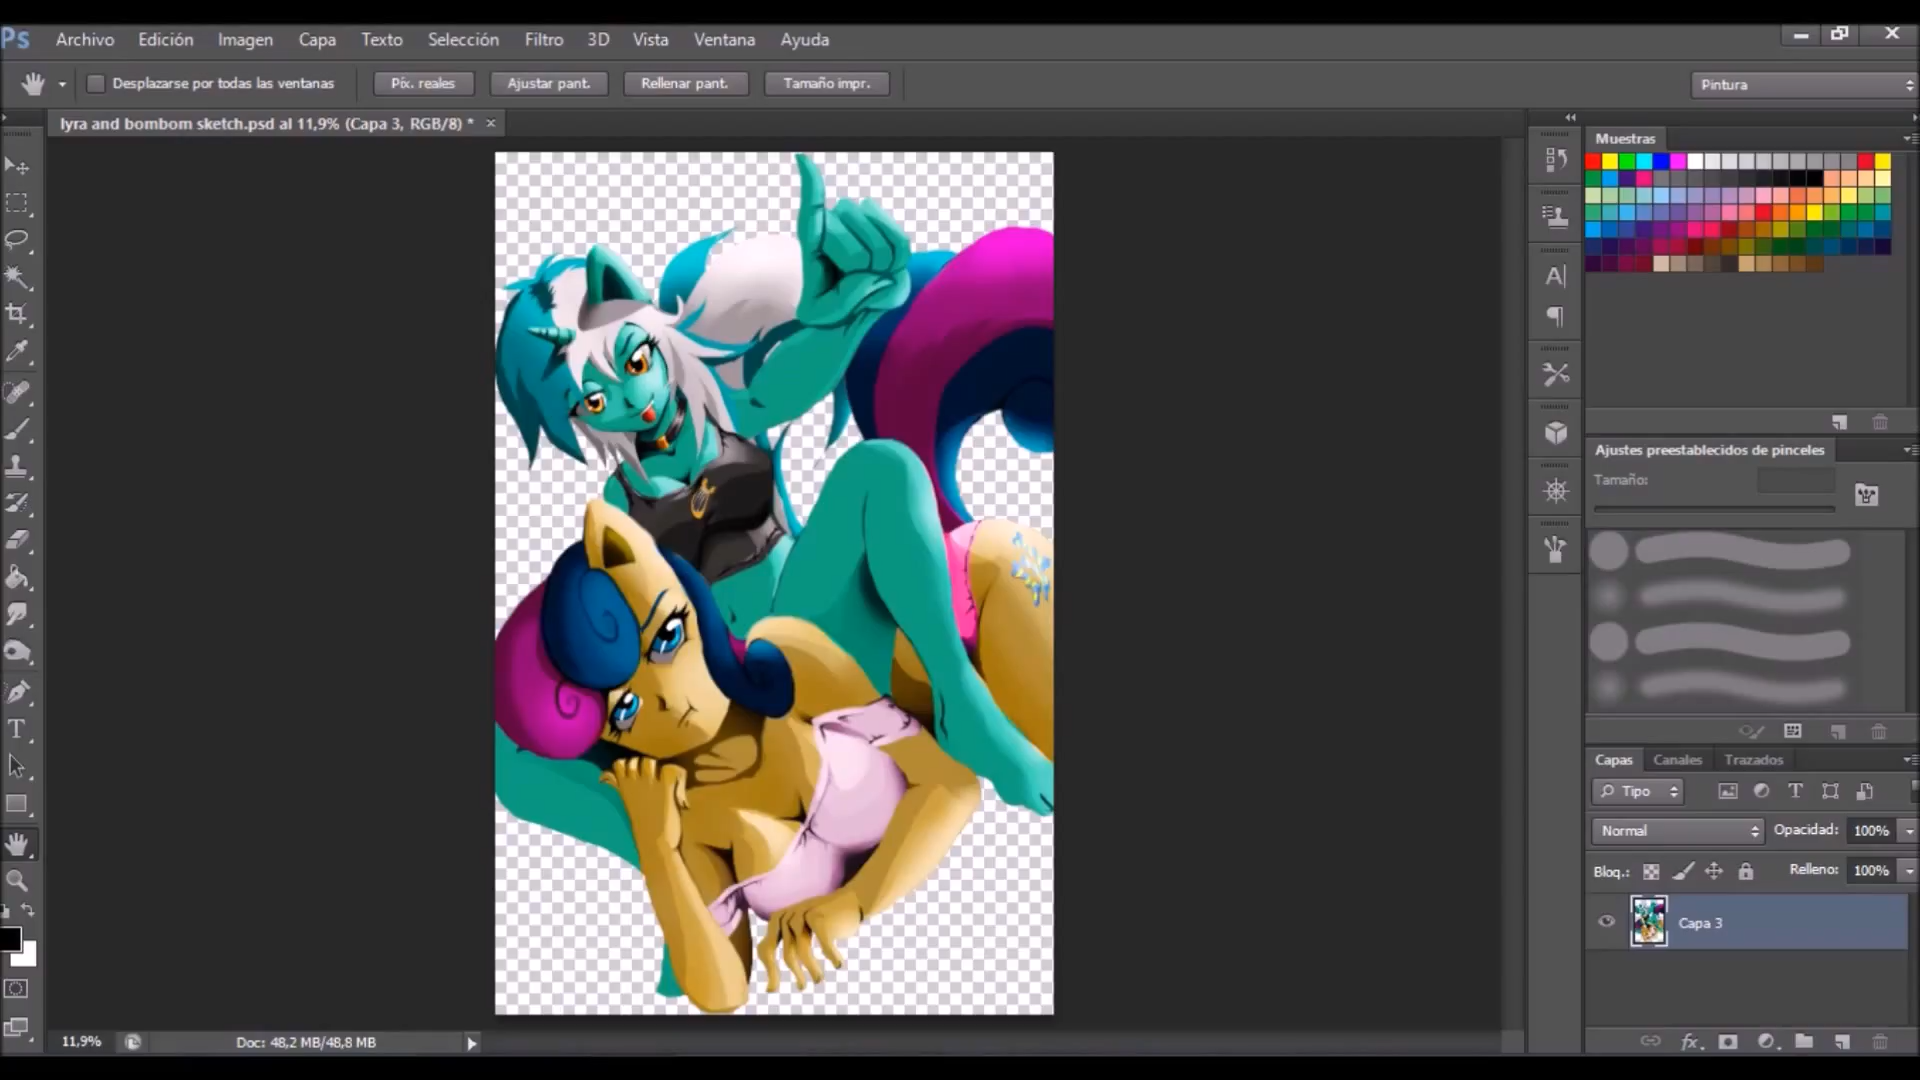 Ps Archivo Edición Imagen Capa Texto Selección Filtro 3D Vista Ventana Ayuda
Desplazarse por todas las ventanas Píx. reales Ajustar pant. Rellenar pant. Tamaño impr. Pintura
lyra and bombom sketch.psd al 11,9% (Capa 3, RGB/8) *
Muestras
Ajustes preestablecidos de pinceles
Tamaño:
Capas Canales Trazados
Tipo
Normal Opacidad: 100%
Bloq.: Relleno: 100%
Capa 3
11,9% Doc: 48,2 MB/48,8 MB